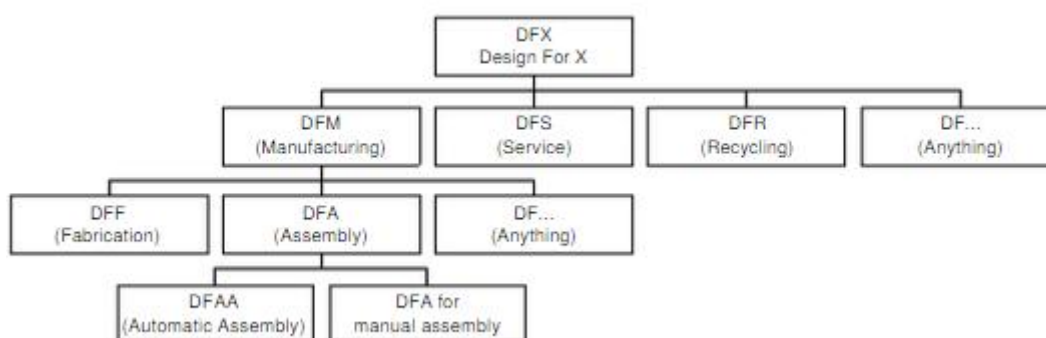 DFX
Design For X
DFM
(Manufacturing)
DFS
(Service)
DFR
(Recycling)
DF...
(Anything)
DFF
(Fabrication)
DFA
(Assembly)
DF...
(Anything)
DFAA
(Automatic Assembly)
DFA for
manual assembly